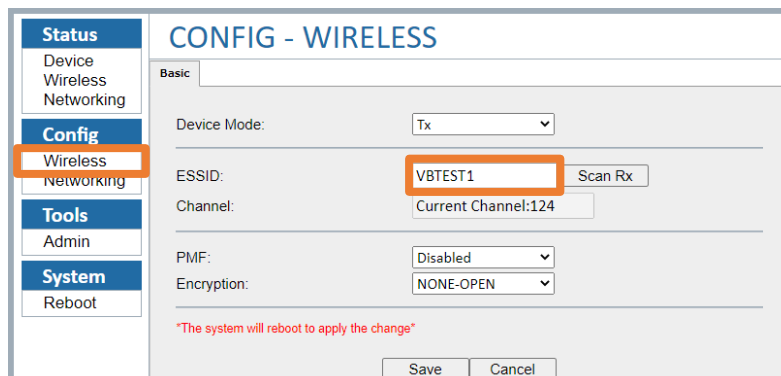 Status
Device
Wireless
Networking
Config
Wireless
Networking
Tools
Admin
System
Reboot
CONFIG - WIRELESS
Basic
Device Mode: Tx
ESSID: VBTEST1 Scan Rx
Channel: Current Channel:124
PMF: Disabled
Encryption: NONE-OPEN
"The system will reboot to apply the change"
Save Cancel